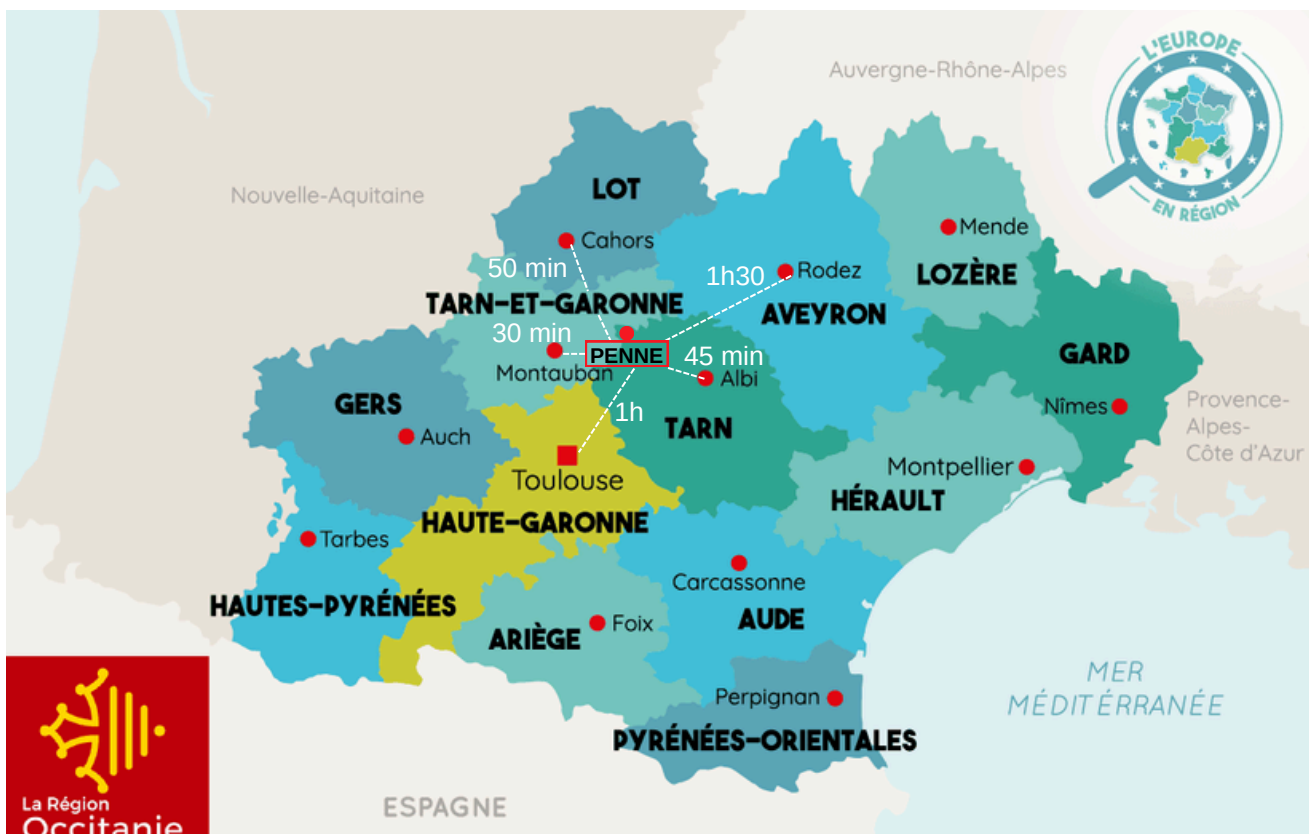 L'EUROPE
EN RÉGION
Auvergne-Rhône-Alpes
Nouvelle-Aquitaine
LOT
Cahors
Mende
50 min
1h30
Rodez
LOZÈRE
TARN-ET-GARONNE
AVEYRON
30 min
PENNE
45 min
GARD
Montauban
Albi
GERS
1h
TARN
Nîmes
Provence-
Alpes-
Côte d'Azur
Auch
Toulouse
Montpellier
HÉRAULT
HAUTE-GARONNE
Tarbes
Carcassonne
HAUTES-PYRÉNÉES
ARIÈGE
Foix
AUDE
MER
MÉDITÉRRANÉE
Perpignan
PYRÉNÉES-ORIENTALES
ESPAGNE
La Région
Occitanie